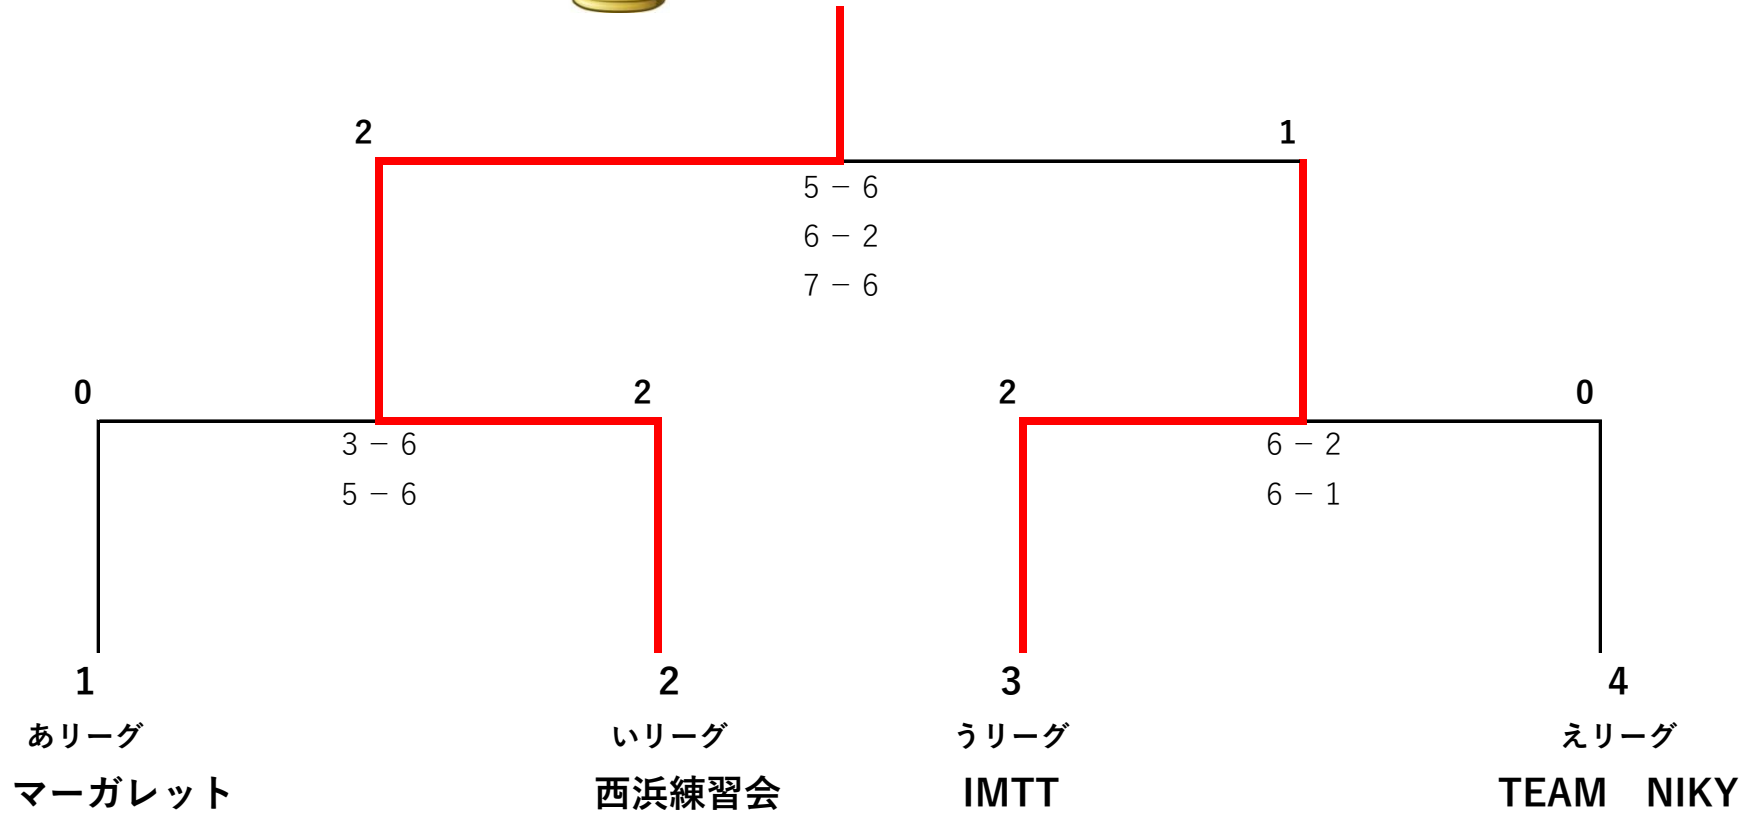 2 1
5 － 6
6 － 2
7 － 6
0 2 2 0
3 － 6 6 － 2
5 － 6 6 － 1
1 2 3 4
あリーグ いリーグ うリーグ えリーグ
マーガレット 西浜練習会 IMTT TEAM　NIKY